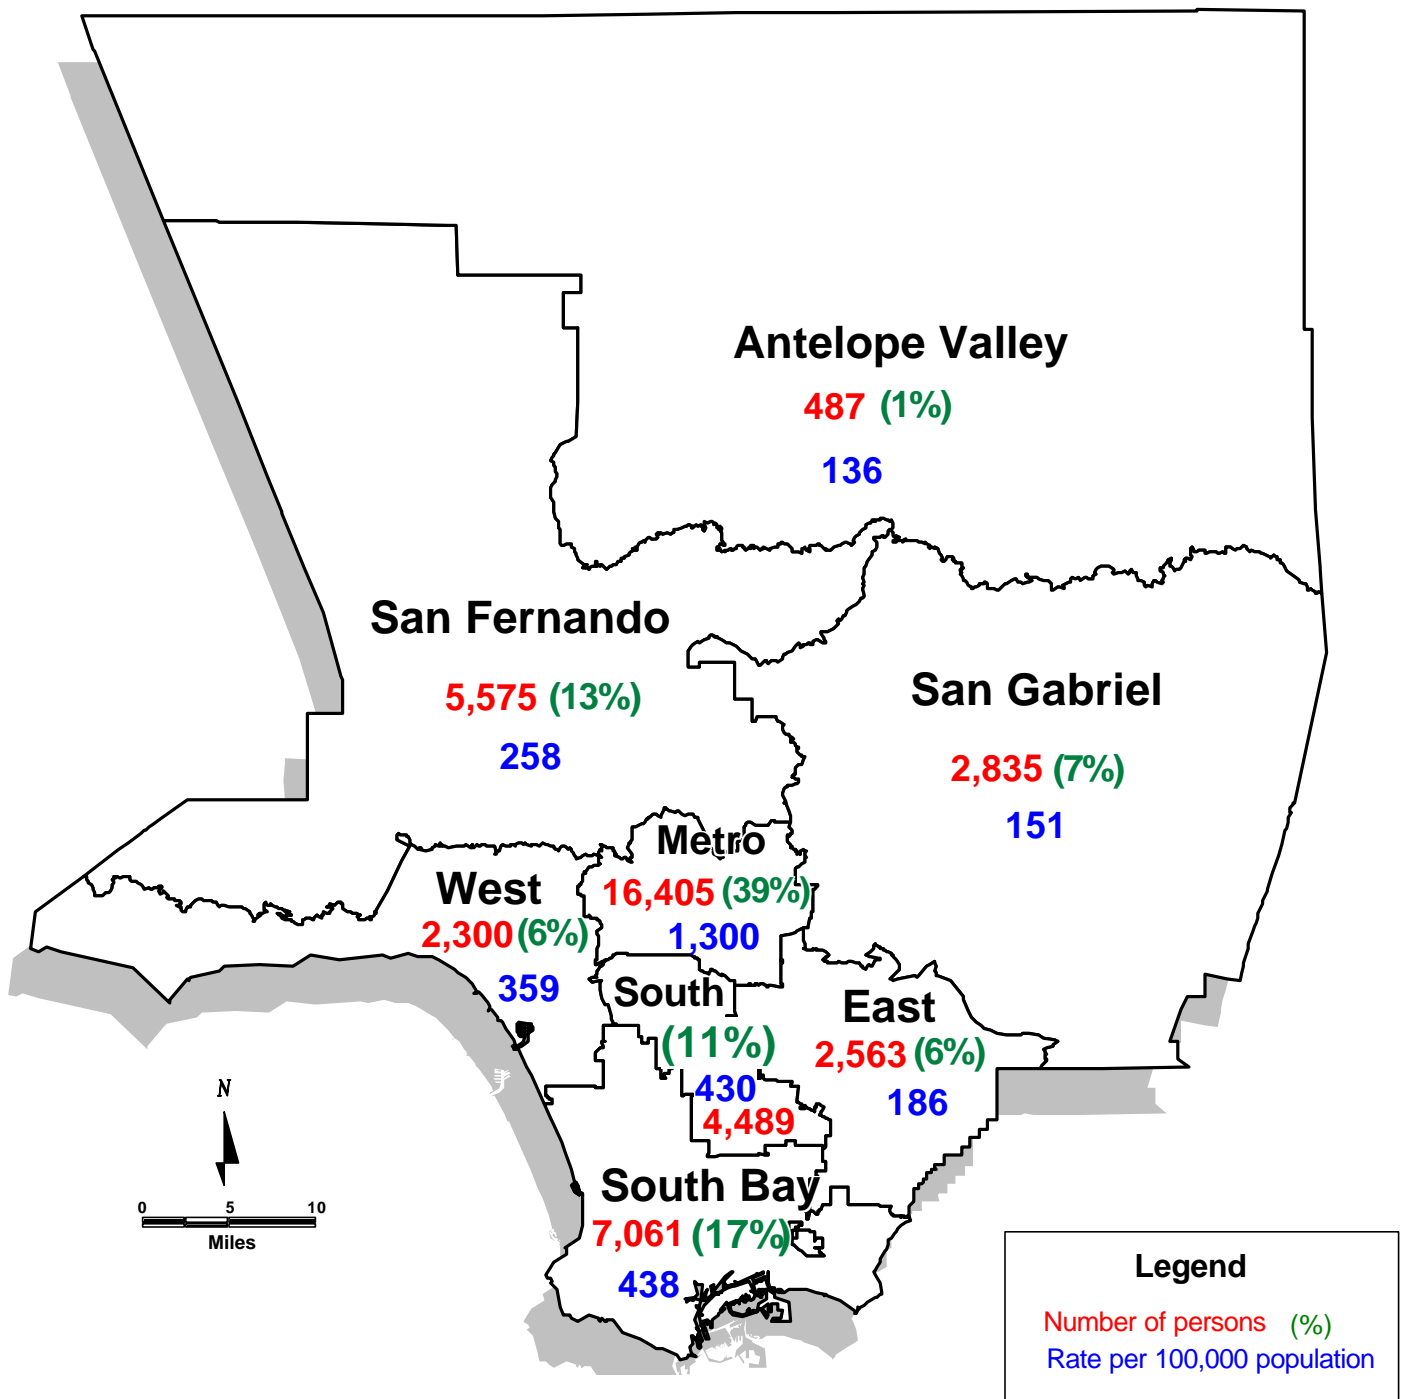 Antelope Valley
487 (1%)
136
San Fernando
5,575 (13%)
258
San Gabriel
2,835 (7%)
151
Metro
16,405 (39%)
1,300
West
2,300 (6%)
359
South
(11%)
430
4,489
East
2,563 (6%)
186
South Bay
7,061 (17%)
438
N
0 5 10
Miles
Legend
Number of persons (%)
Rate per 100,000 population